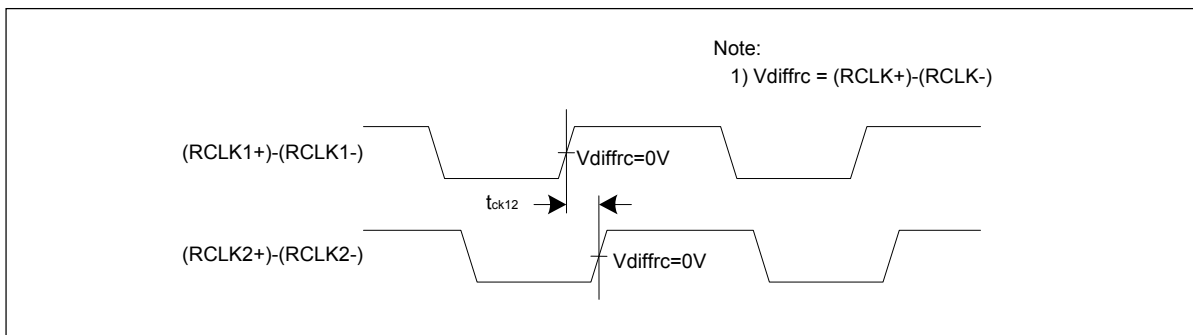 Note:
1) Vdiffrc = (RCLK+)-(RCLK-)
(RCLK1+)-(RCLK1-)
Vdiffrc=0V
tck12
(RCLK2+)-(RCLK2-)
Vdiffrc=0V